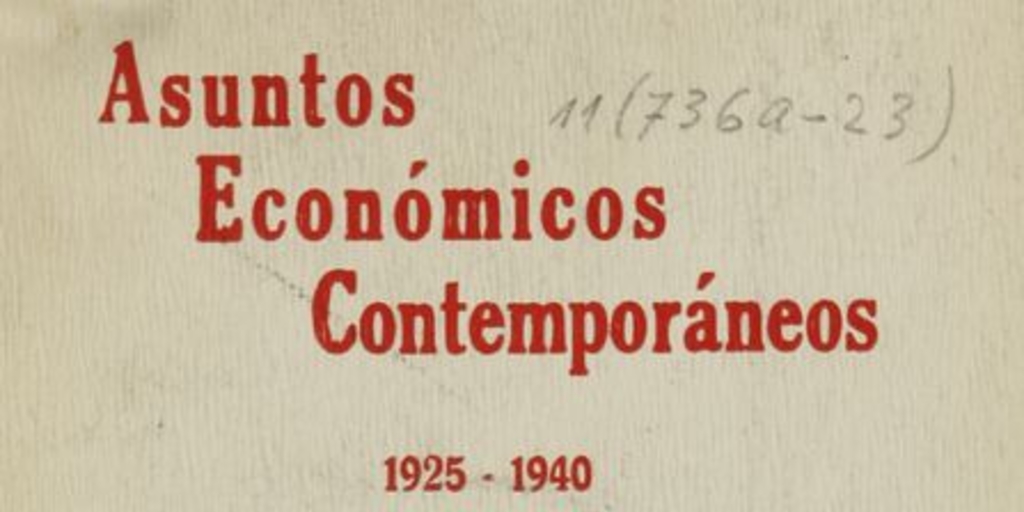 Asuntos
11(736a-23)
Económicos
Contemporáneos
1925 - 1940